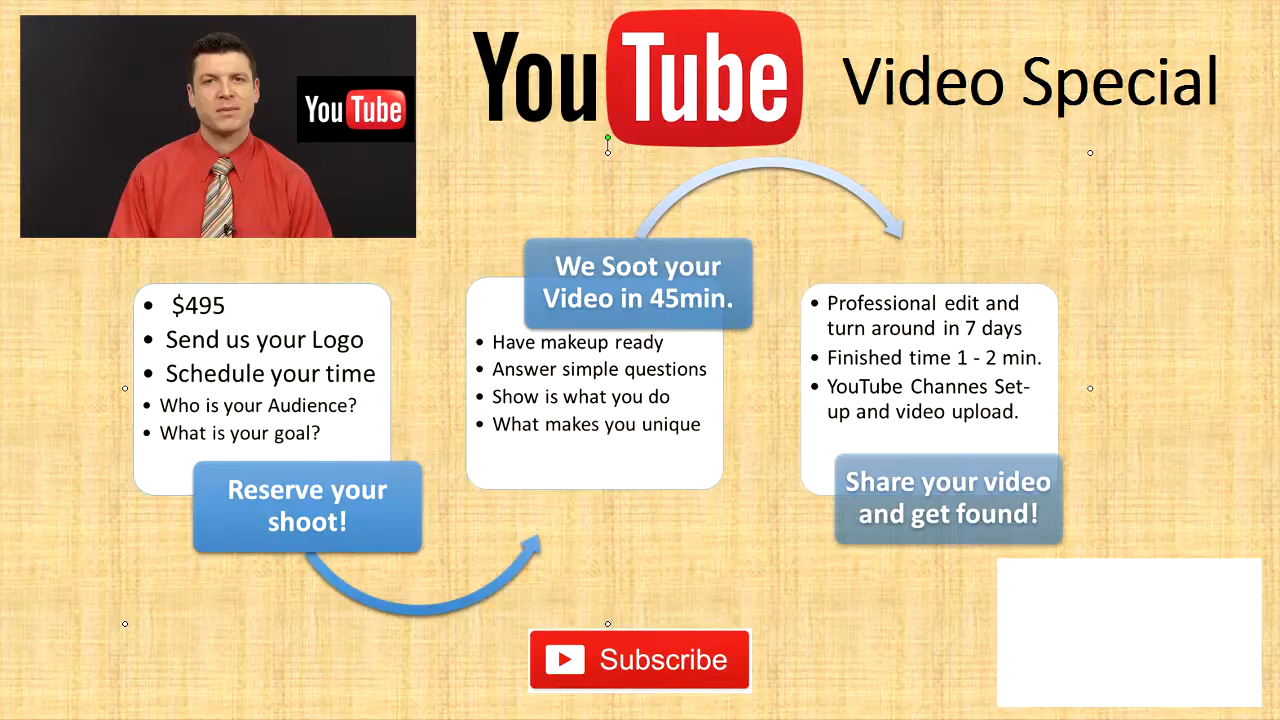 YouTube
YouTube Video Special
$495
Send us your Logo
Schedule your time
Who is your Audience?
What is your goal?
Reserve your
shoot!
We Soot your
Video in 45min.
Have makeup ready
Answer simple questions
Show is what you do
What makes you unique
Professional edit and
turn around in 7 days
Finished time 1 - 2 min.
YouTube Channes Set-
up and video upload.
Share your video
and get found!
Subscribe